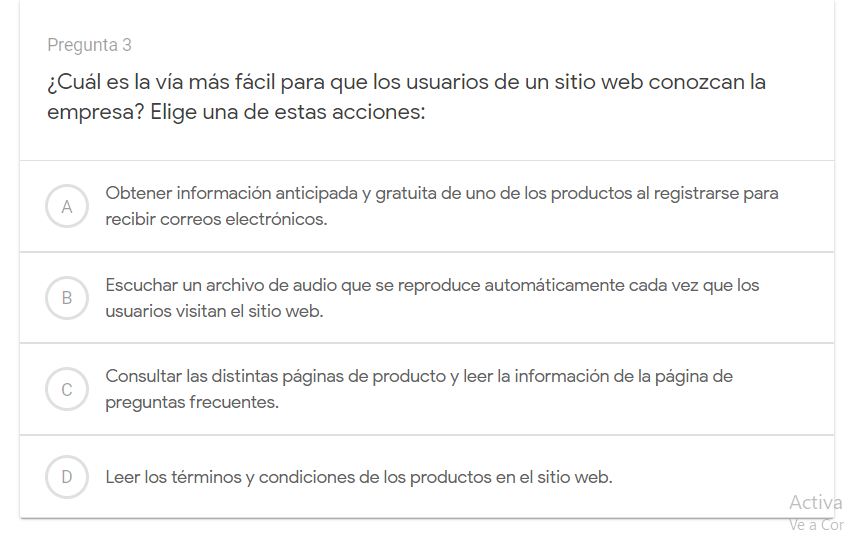 Pregunta 3
¿Cuál es la vía más fácil para que los usuarios de un sitio web conozcan la
empresa? Elige una de estas acciones:
A
Obtener información anticipada y gratuita de uno de los productos al registrarse para
recibir correos electrónicos.
B
Escuchar un archivo de audio que se reproduce automáticamente cada vez que los
usuarios visitan el sitio web.
C
Consultar las distintas páginas de producto y leer la información de la página de
preguntas frecuentes.
D
Leer los términos y condiciones de los productos en el sitio web.
Activa
Ve a Cor